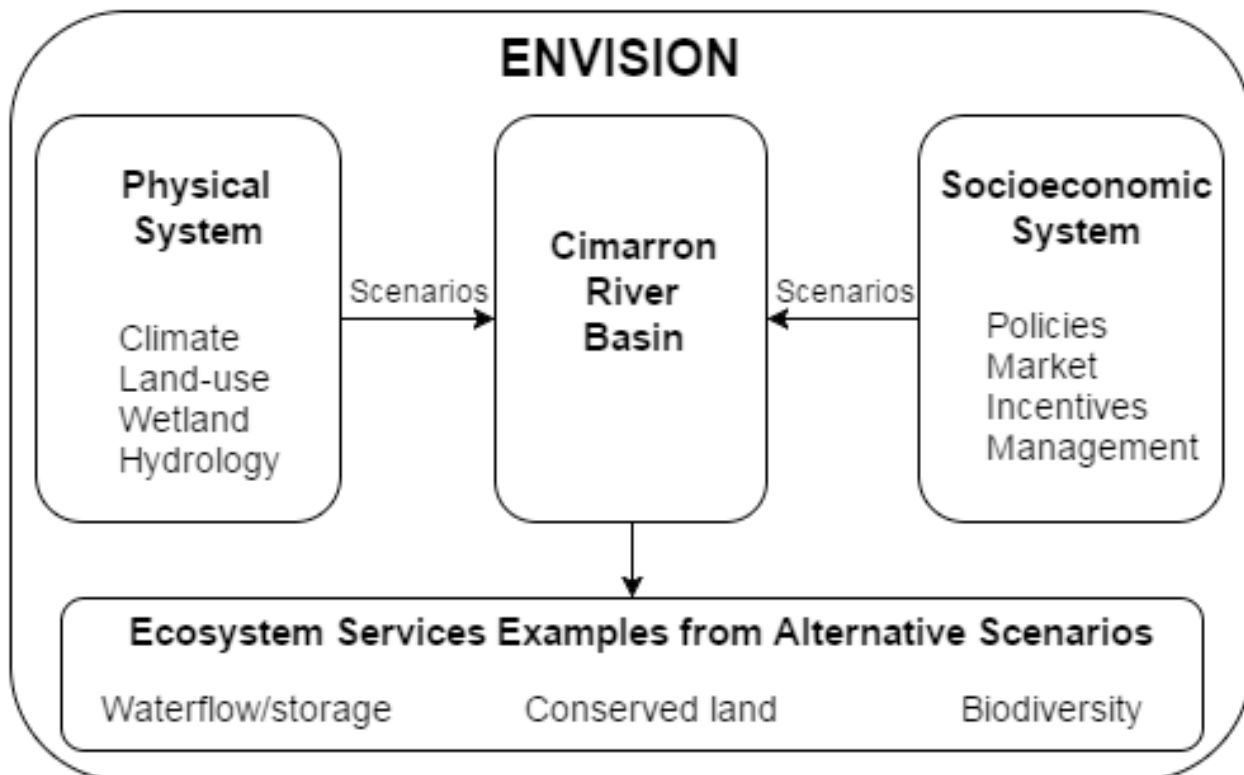 ENVISION
Physical
System
Climate
Land-use
Wetland
Hydrology
Scenarios
Cimarron
River
Basin
Scenarios
Socioeconomic
System
Policies
Market
Incentives
Management
Ecosystem Services Examples from Alternative Scenarios
Waterflow/storage
Conserved land
Biodiversity